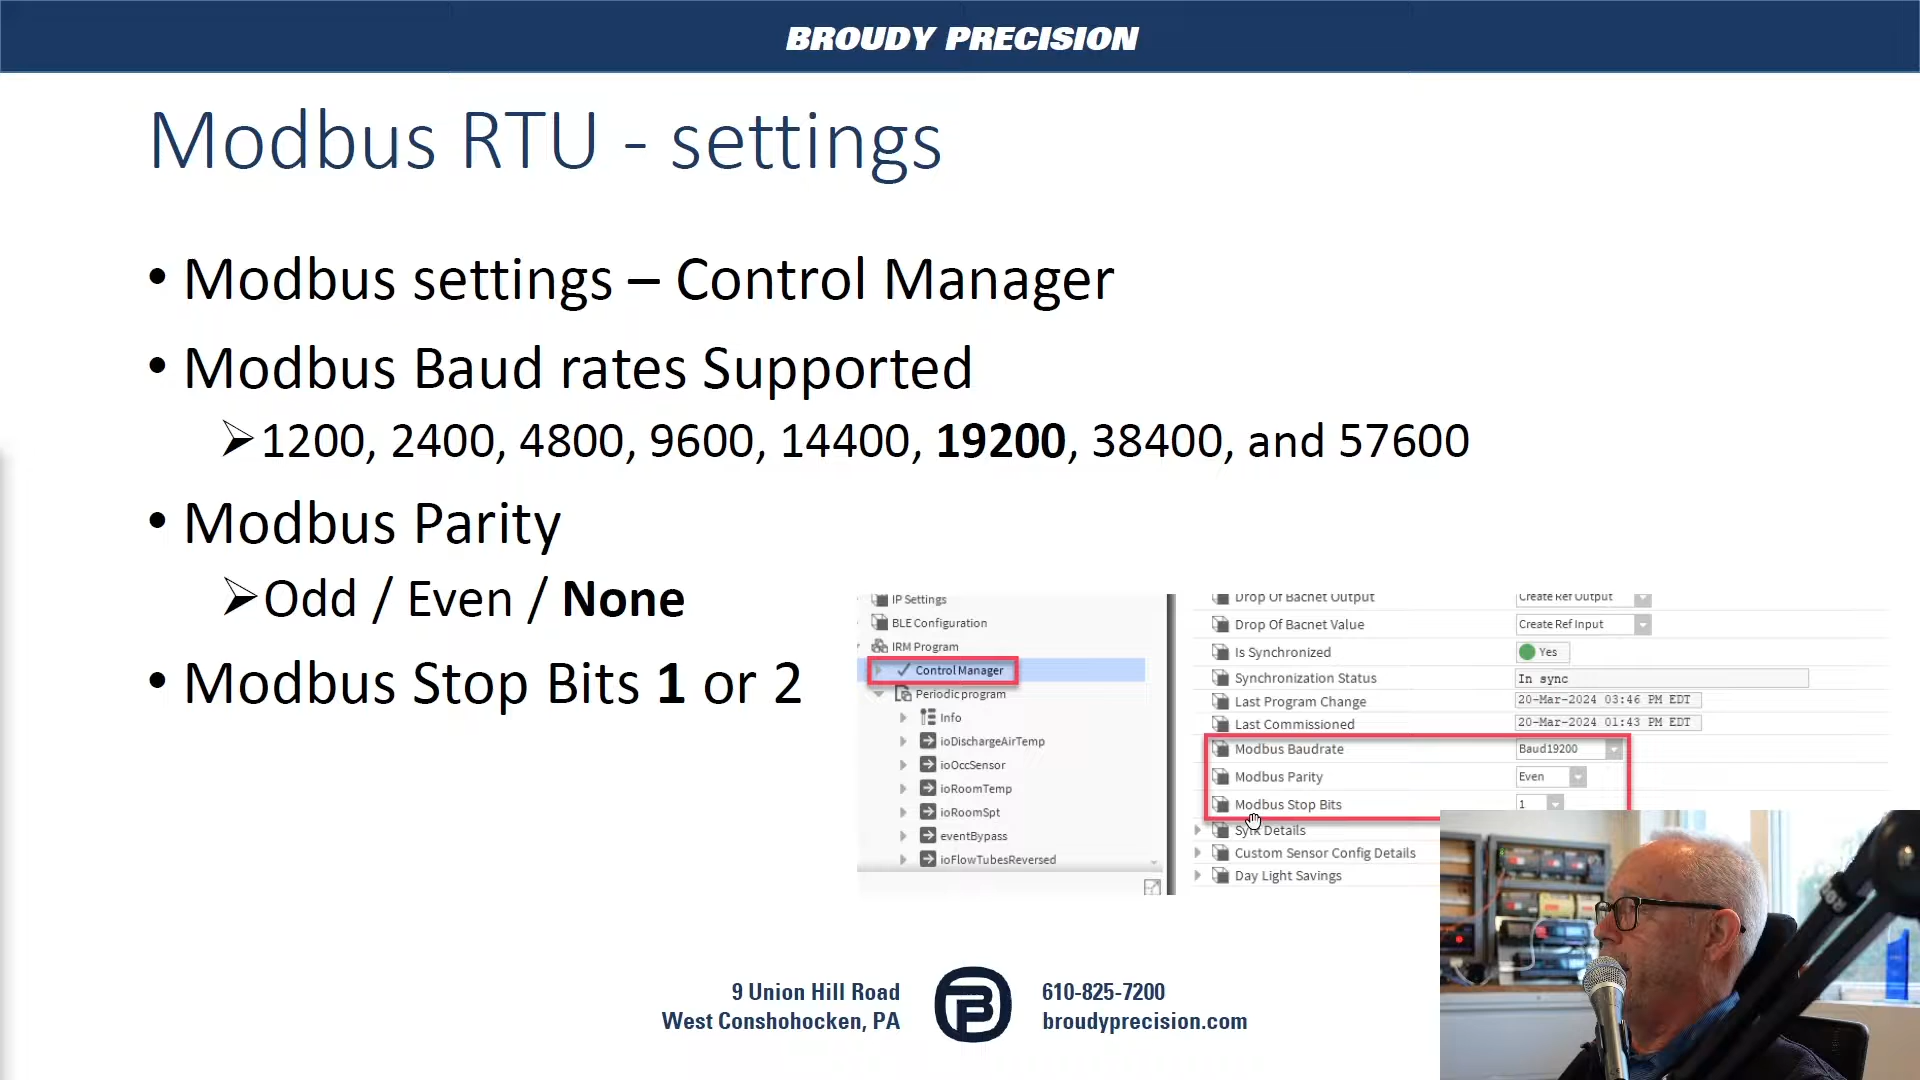 BROUDY PRECISION
Modbus RTU - settings
• Modbus settings – Control Manager
• Modbus Baud rates Supported
➢1200, 2400, 4800, 9600, 14400, 19200, 38400, and 57600
• Modbus Parity
➢Odd / Even / None
• Modbus Stop Bits 1 or 2
IP Settings
BLE Configuration
IRM Program
Control Manager
Periodic program
Info
ioDischargeAirTemp
ioOccSensor
ioRoomTemp
ioRoomSpt
eventBypass
ioFlowTubesReversed
Drop Of Bacnet Output Create Ref Output
Drop Of Bacnet Value Create Ref Input
Is Synchronized Yes
Synchronization Status In sync
Last Program Change 20-Mar-2024 03:46 PM EDT
Last Commissioned 20-Mar-2024 01:43 PM EDT
Modbus Baudrate Baud19200
Modbus Parity Even
Modbus Stop Bits 1
Details
Custom Sensor Config Details
Day Light Savings
9 Union Hill Road
West Conshohocken, PA
610-825-7200
broudyprecision.com